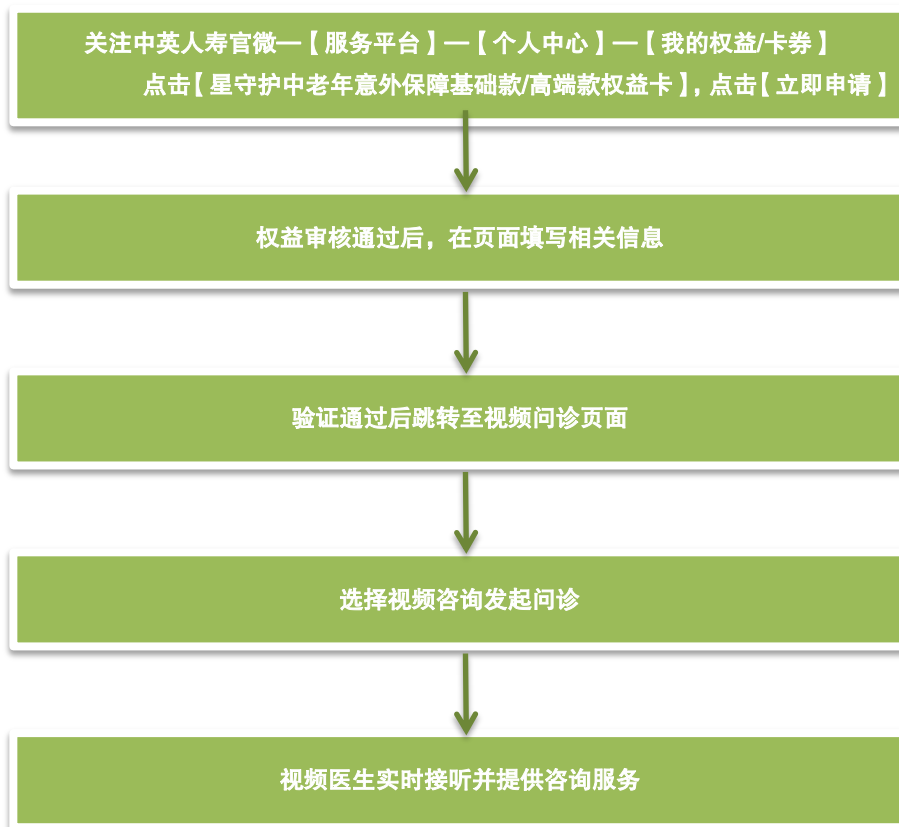 关注中英人寿官微—【服务平台】—【个人中心】—【我的权益/卡券】
点击【星守护中老年意外保障基础款/高端款权益卡】，点击【立即申请】
权益审核通过后，在页面填写相关信息
验证通过后跳转至视频问诊页面
选择视频咨询发起问诊
视频医生实时接听并提供咨询服务